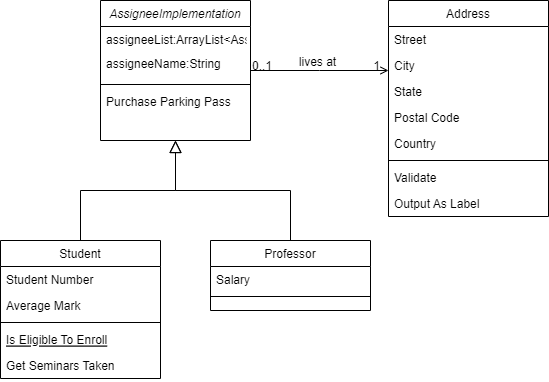 AssigneeImplementation
assigneeList:ArrayList<Ass
assigneeName:String
Purchase Parking Pass
0..1
lives at
1
Address
Street
City
State
Postal Code
Country
Validate
Output As Label
Student
Student Number
Average Mark
Is Eligible To Enroll
Get Seminars Taken
Professor
Salary